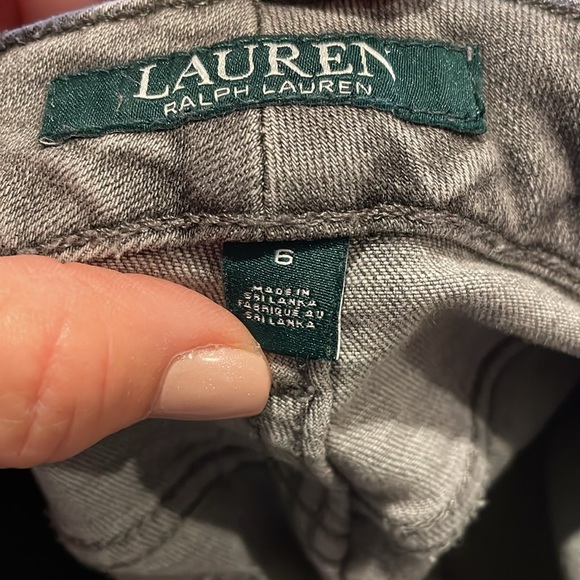 LAUREN
RALPH LAUREN
6
MADE IN
SRI LANKA
FABRIQUE AU
SRI LANKA